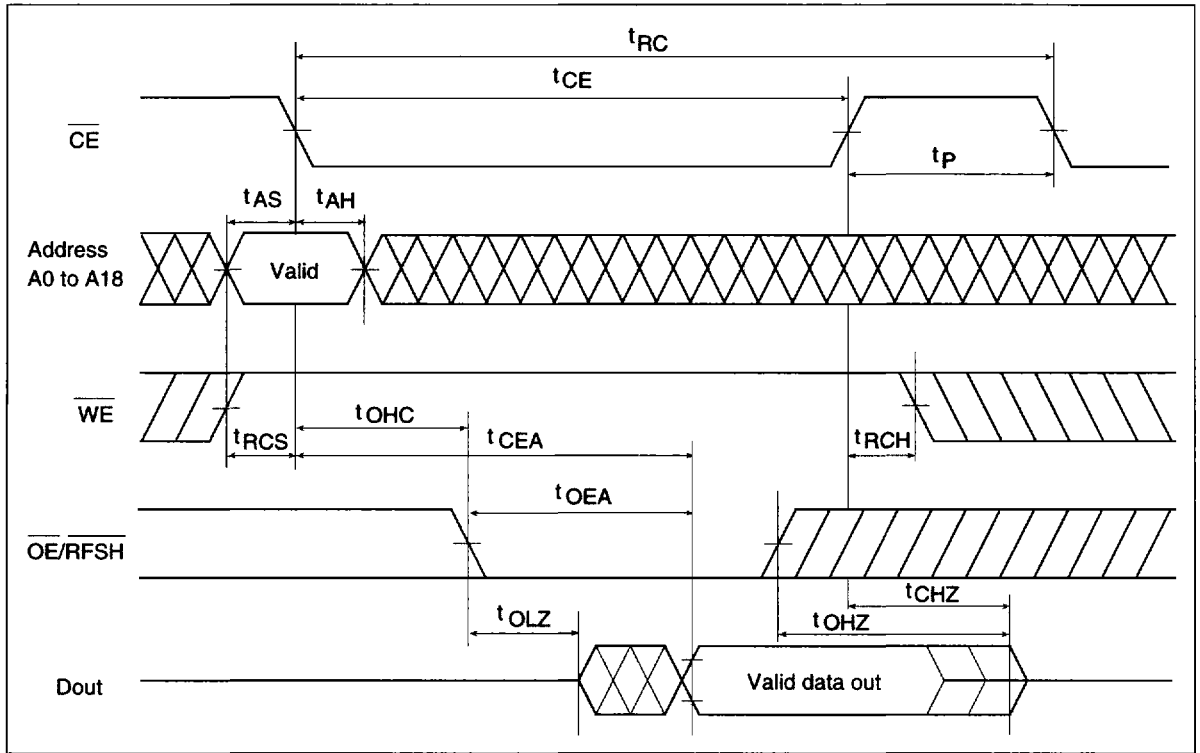 tRC
tCE
CE
tP
tAS
tAH
Address
A0 to A18
Valid
WE
tOHC
tRCS
tCEA
tRCH
tOEA
OE/RFSH
tCHZ
tOLZ
tOHZ
Dout
Valid data out